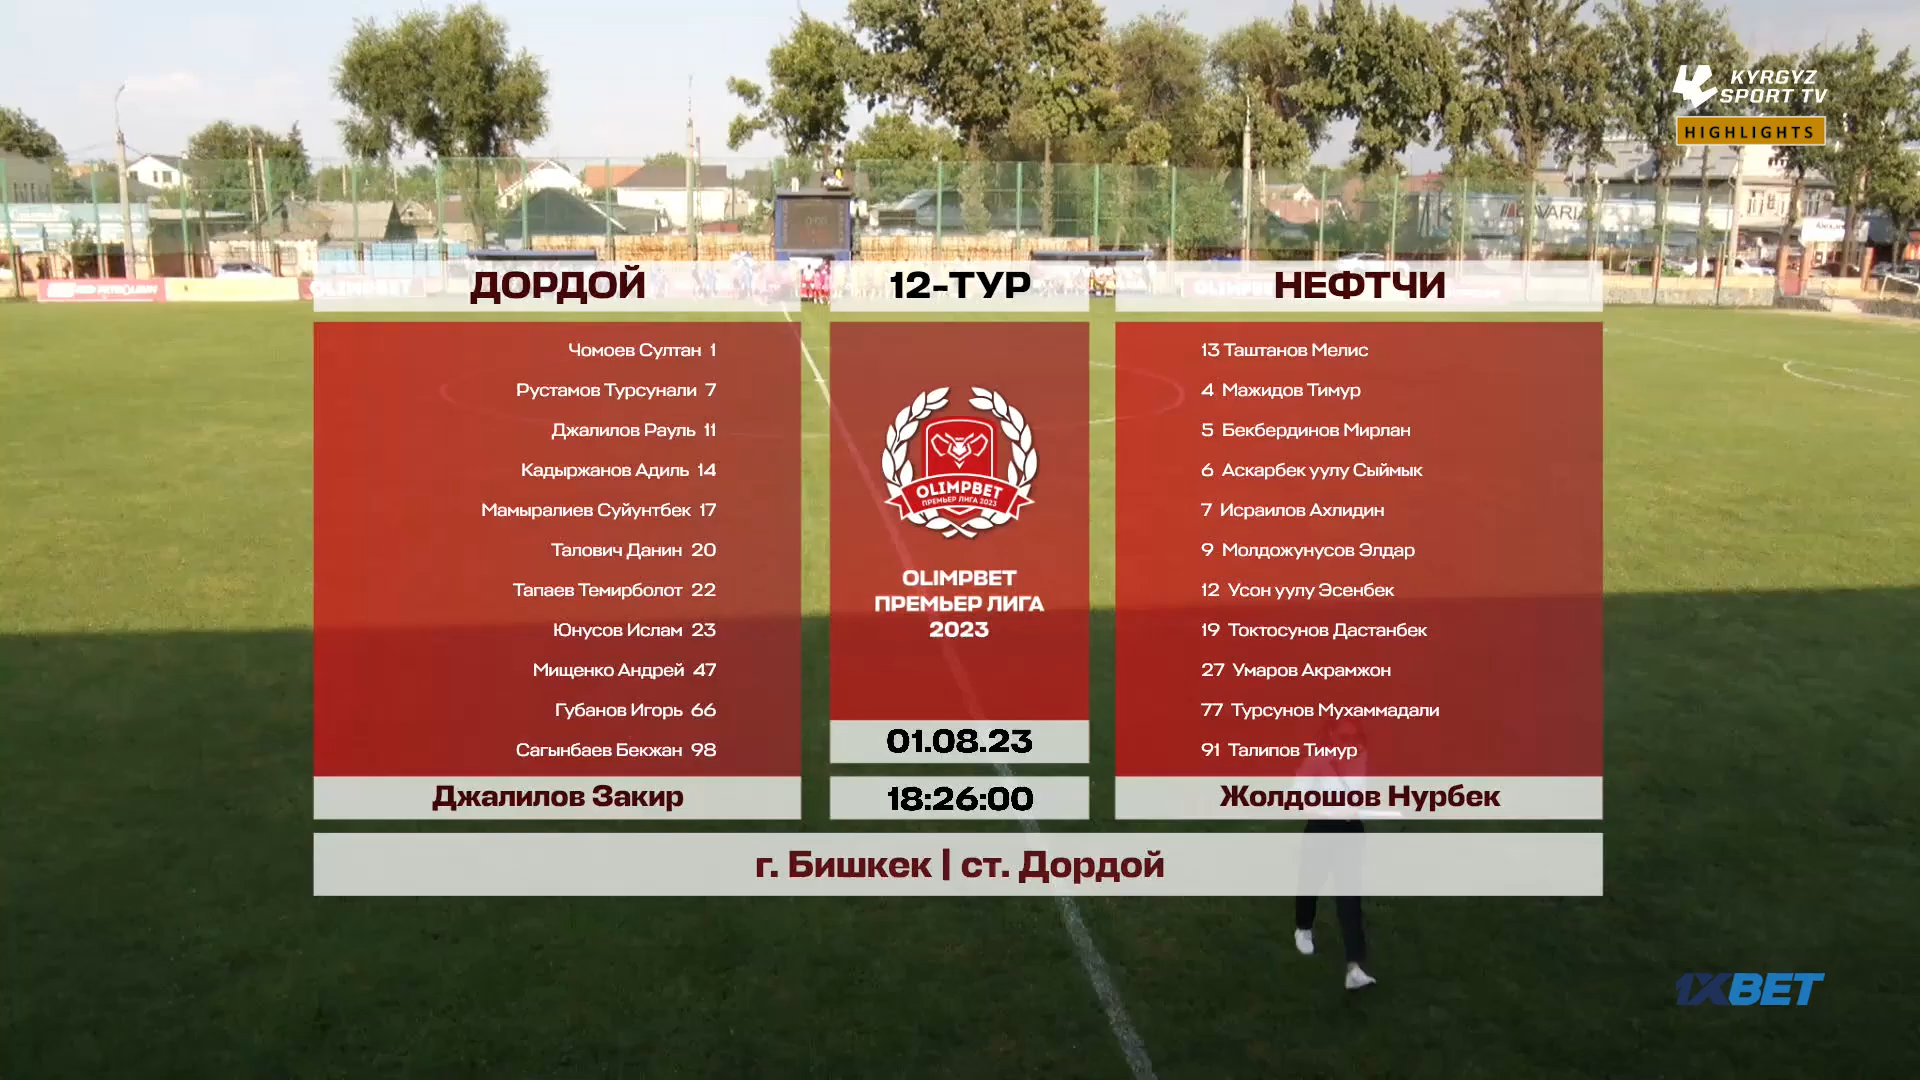 KYRGYZ
SPORT TV
HIGHLIGHTS
ДОРДОЙ
12-ТУР
НЕФТЧИ
Чомоев Султан 1
Рустамов Турсунали 7
Джалилов Рауль 11
Кадыржанов Адиль 14
Мамыралиев Суйунтбек 17
Талович Данин 20
Тапаев Темирболот 22
Юнусов Ислам 23
Мищенко Андрей 47
Губанов Игорь 66
Сагынбаев Бекжан 98
Джалилов Закир
OLIMPBET
ПРЕМЬЕР ЛИГА 2023
OLIMPBET
ПРЕМЬЕР ЛИГА
2023
01.08.23
18:26:00
13 Таштанов Мелис
4 Мажидов Тимур
5 Бекбердинов Мирлан
6 Аскарбек уулу Сыймык
7 Исраилов Ахлидин
9 Молдожунусов Элдар
12 Усон уулу Эсенбек
19 Токтосунов Дастанбек
27 Умаров Акрамжон
77 Турсунов Мухаммадали
91 Талипов Тимур
Жолдошов Нурбек
г. Бишкек | ст. Дордой
1XBET